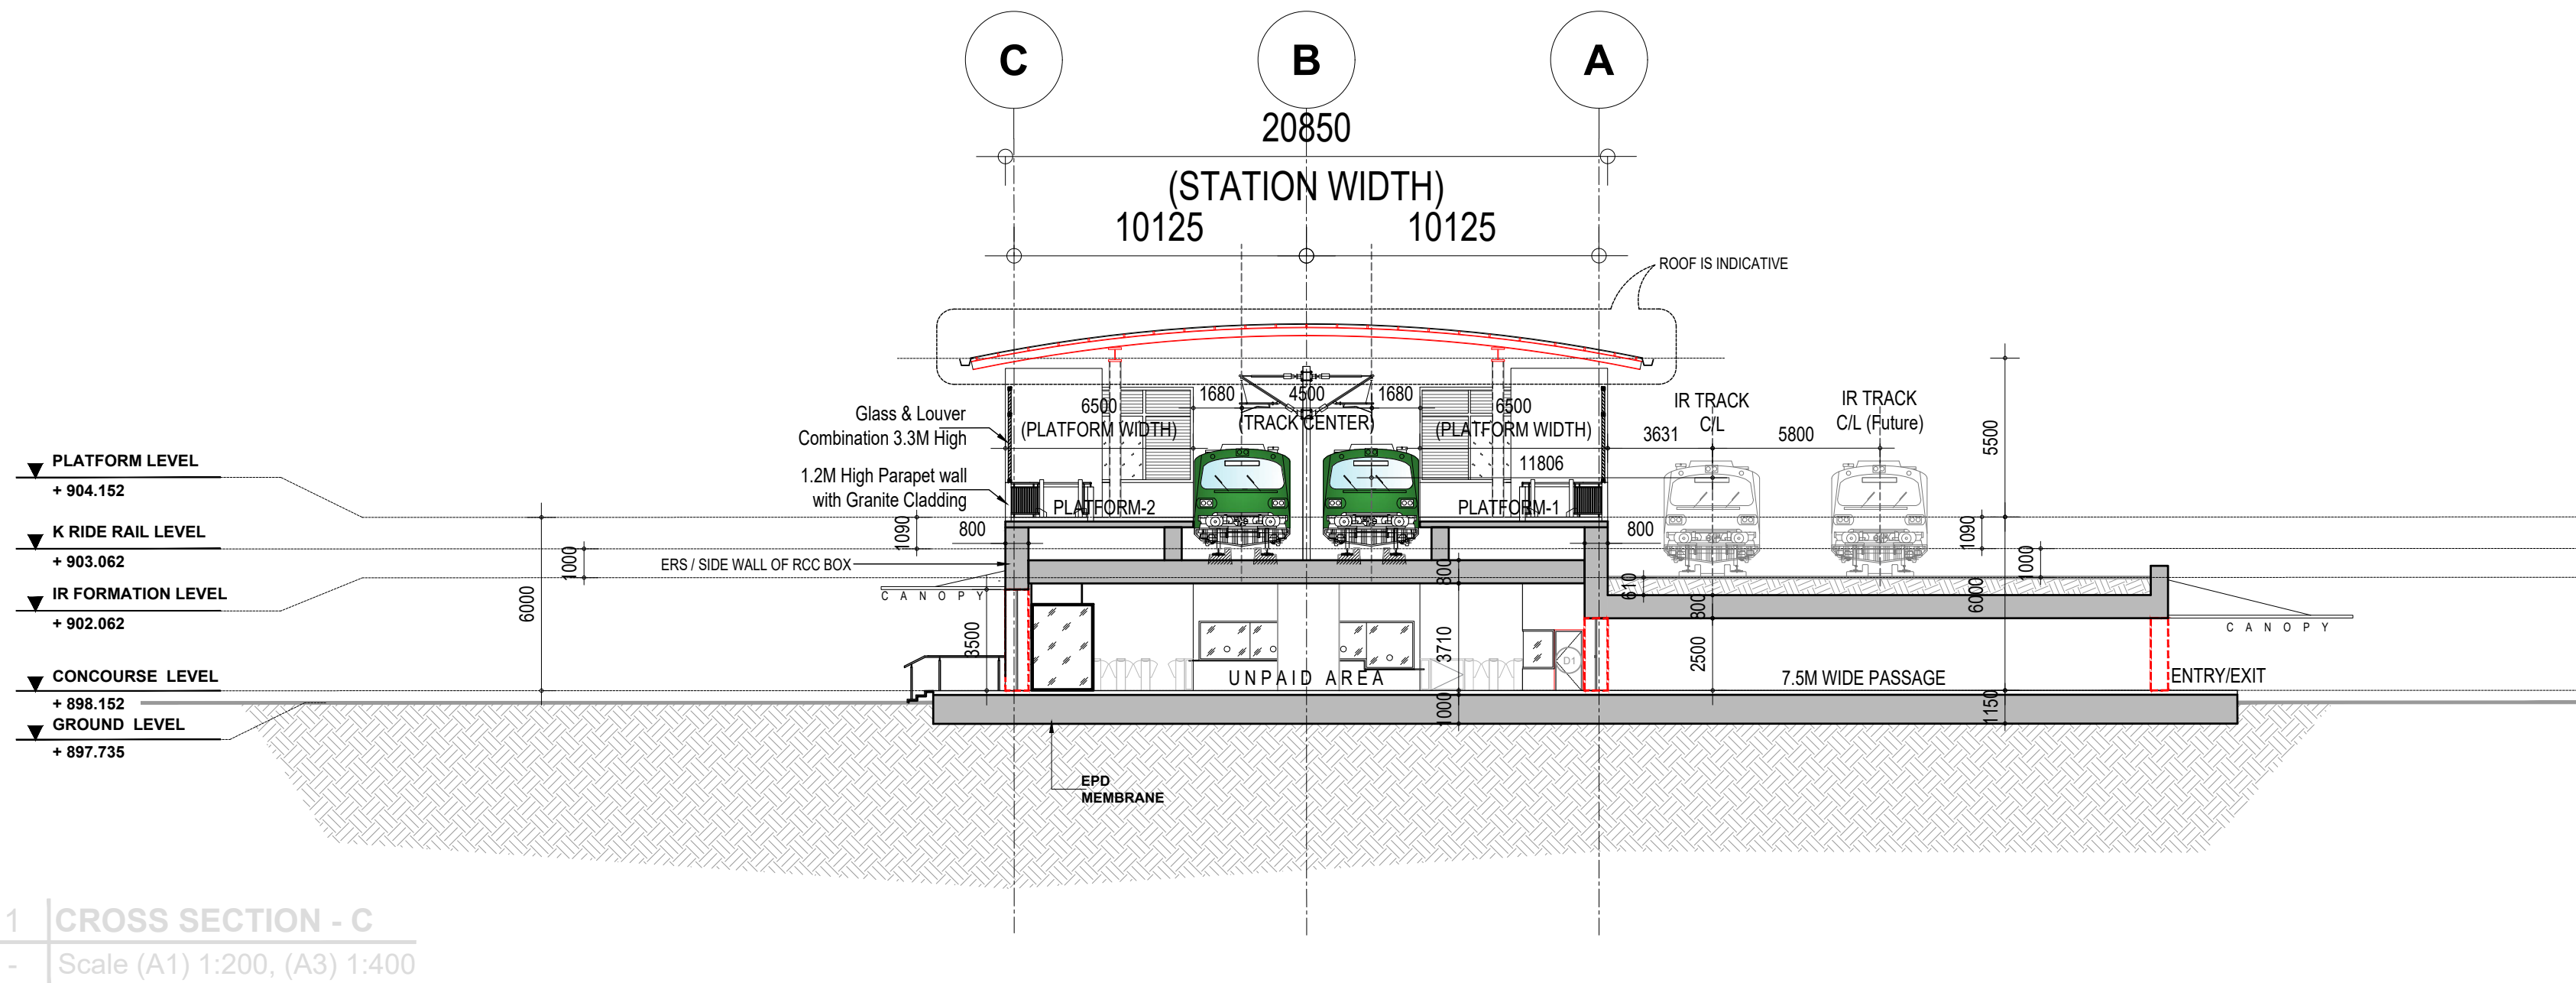 C
B
A
20850
(STATION WIDTH)
10125
10125
ROOF IS INDICATIVE
1680
4500
1680
6500
(PLATFORM WIDTH)
(TRACK CENTER)
6500
(PLATFORM WIDTH)
IR TRACK
C/L
IR TRACK
C/L (Future)
3631
5800
5500
11806
Glass & Louver
Combination 3.3M High
1.2M High Parapet wall
with Granite Cladding
PLATFORM LEVEL
+ 904.152
PLATFORM-2
PLATFORM-1
K RIDE RAIL LEVEL
+ 903.062
1090
800
800
1090
1000
1000
ERS / SIDE WALL OF RCC BOX
800
610
IR FORMATION LEVEL
+ 902.062
6000
CANOPY
800
6000
CANOPY
3500
3710
2500
D1
CONCOURSE LEVEL
+ 898.152
UNPAID AREA
7.5M WIDE PASSAGE
ENTRY/EXIT
GROUND LEVEL
+ 897.735
1000
1150
EPD
MEMBRANE
1
CROSS SECTION - C
-
Scale (A1) 1:200, (A3) 1:400